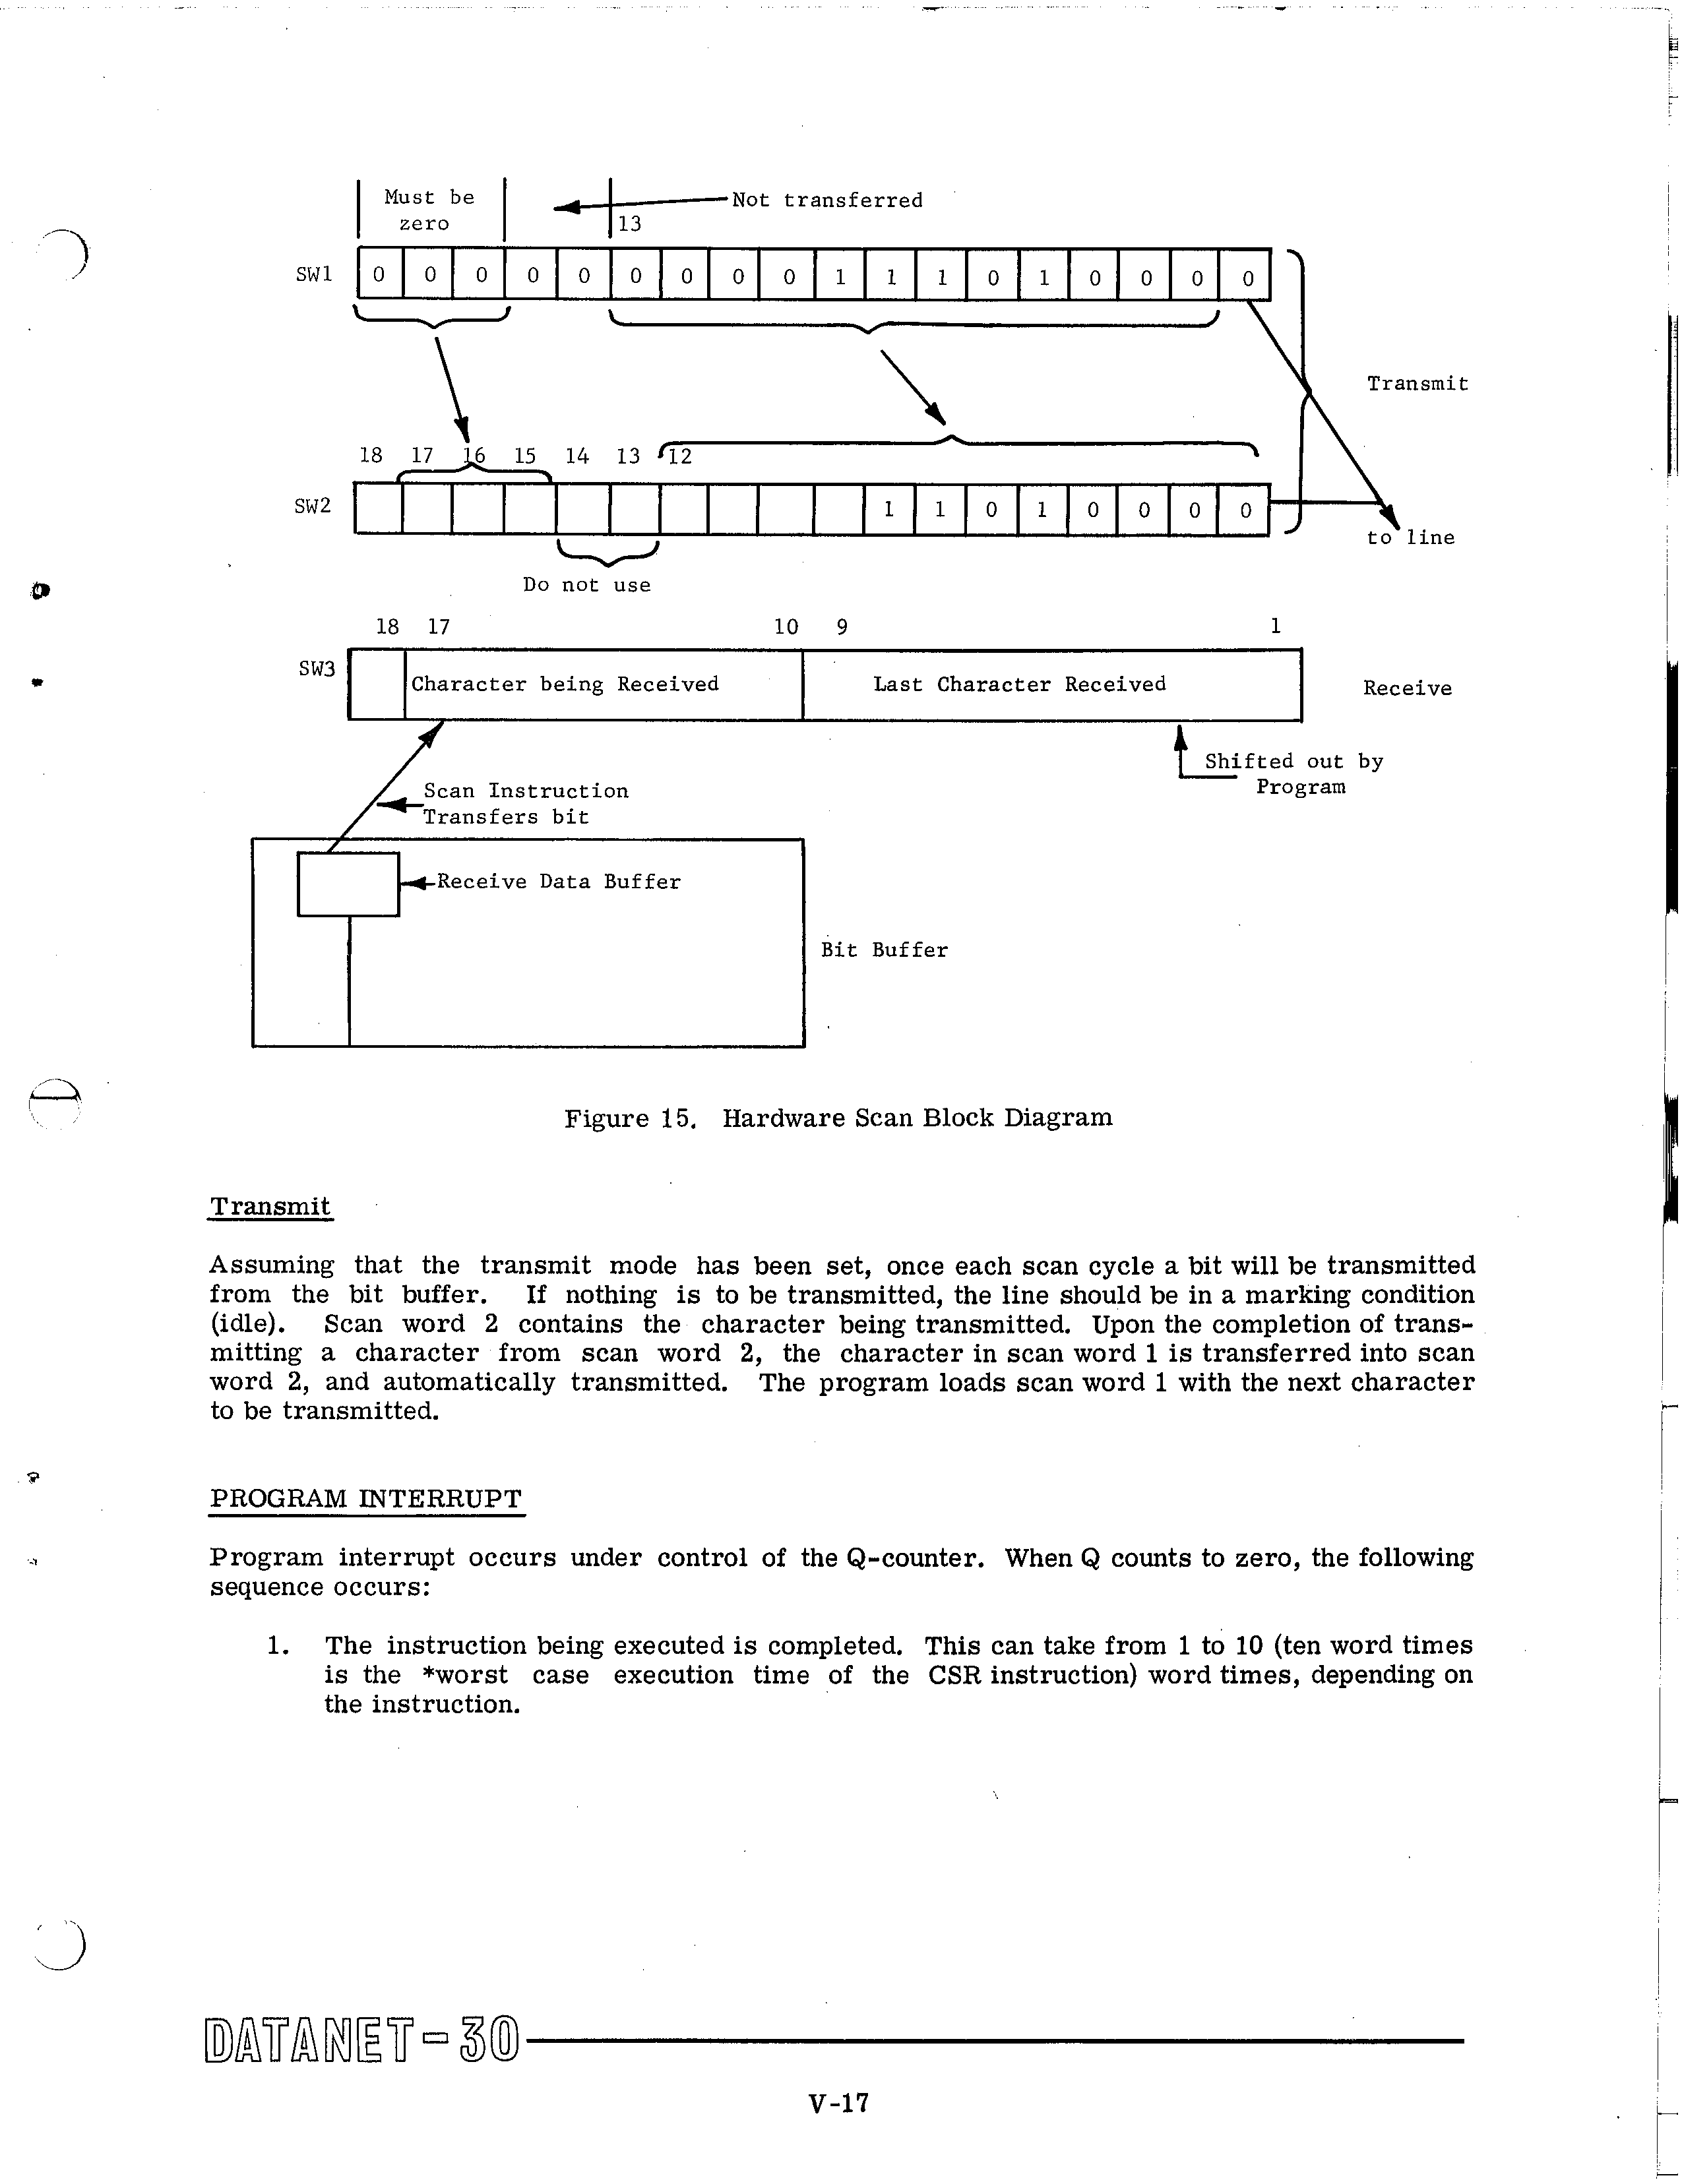 Must be
zero
Not transferred
13
SW1 0 0 0 0 0 0 0 0 0 1 1 1 0 1 0 0 0 0
Transmit
18 17 16 15 14 13 12
SW2 1 1 0 1 0 0 0 0
to line
Do not use
18 17 10 9 1
SW3 Character being Received Last Character Received Receive
Shifted out by
Program
Scan Instruction
Transfers bit
Receive Data Buffer
Bit Buffer
Figure 15. Hardware Scan Block Diagram
Transmit
Assuming that the transmit mode has been set, once each scan cycle a bit will be transmitted
from the bit buffer. If nothing is to be transmitted, the line should be in a marking condition
(idle). Scan word 2 contains the character being transmitted. Upon the completion of trans-
mitting a character from scan word 2, the character in scan word 1 is transferred into scan
word 2, and automatically transmitted. The program loads scan word 1 with the next character
to be transmitted.
PROGRAM INTERRUPT
Program interrupt occurs under control of the Q-counter. When Q counts to zero, the following
sequence occurs:
1. The instruction being executed is completed. This can take from 1 to 10 (ten word times
is the *worst case execution time of the CSR instruction) word times, depending on
the instruction.
DATANET-30
V-17